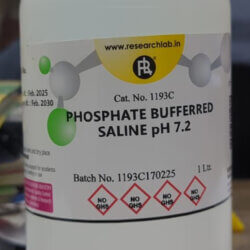 www.researchlab.in
RL
: Feb. 2025
: Feb. 2030
Cat. No. 1193C
PHOSPHATE BUFFERRED
SALINE pH 7.2
Batch No. 1193C170225
1 Ltr.
NO
GHS
NO
GHS
NO
GHS
NO
GHS